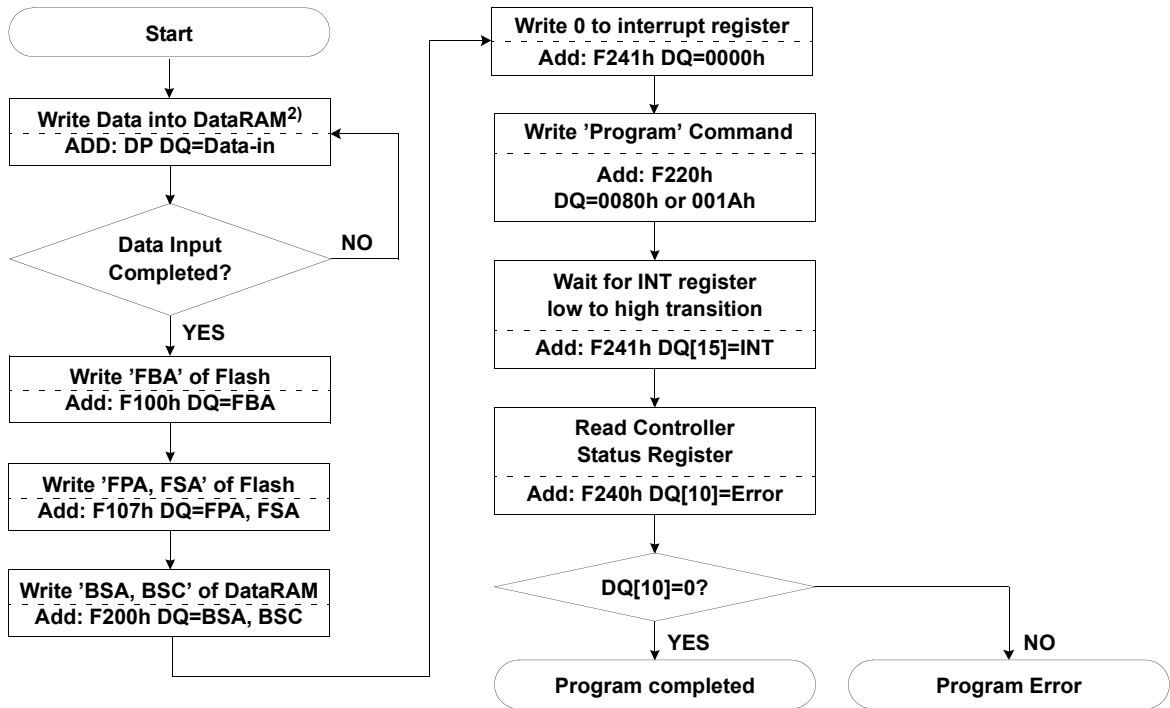 Start
Write Data into DataRAM2)
ADD: DP DQ=Data-in
Data Input
Completed?
NO
YES
Write ’FBA’ of Flash
Add: F100h DQ=FBA
Write ’FPA, FSA’ of Flash
Add: F107h DQ=FPA, FSA
Write ’BSA, BSC’ of DataRAM
Add: F200h DQ=BSA, BSC
Write 0 to interrupt register
Add: F241h DQ=0000h
Write ’Program’ Command
Add: F220h
DQ=0080h or 001Ah
Wait for INT register
low to high transition
Add: F241h DQ[15]=INT
Read Controller
Status Register
Add: F240h DQ[10]=Error
DQ[10]=0?
YES
NO
Program completed
Program Error